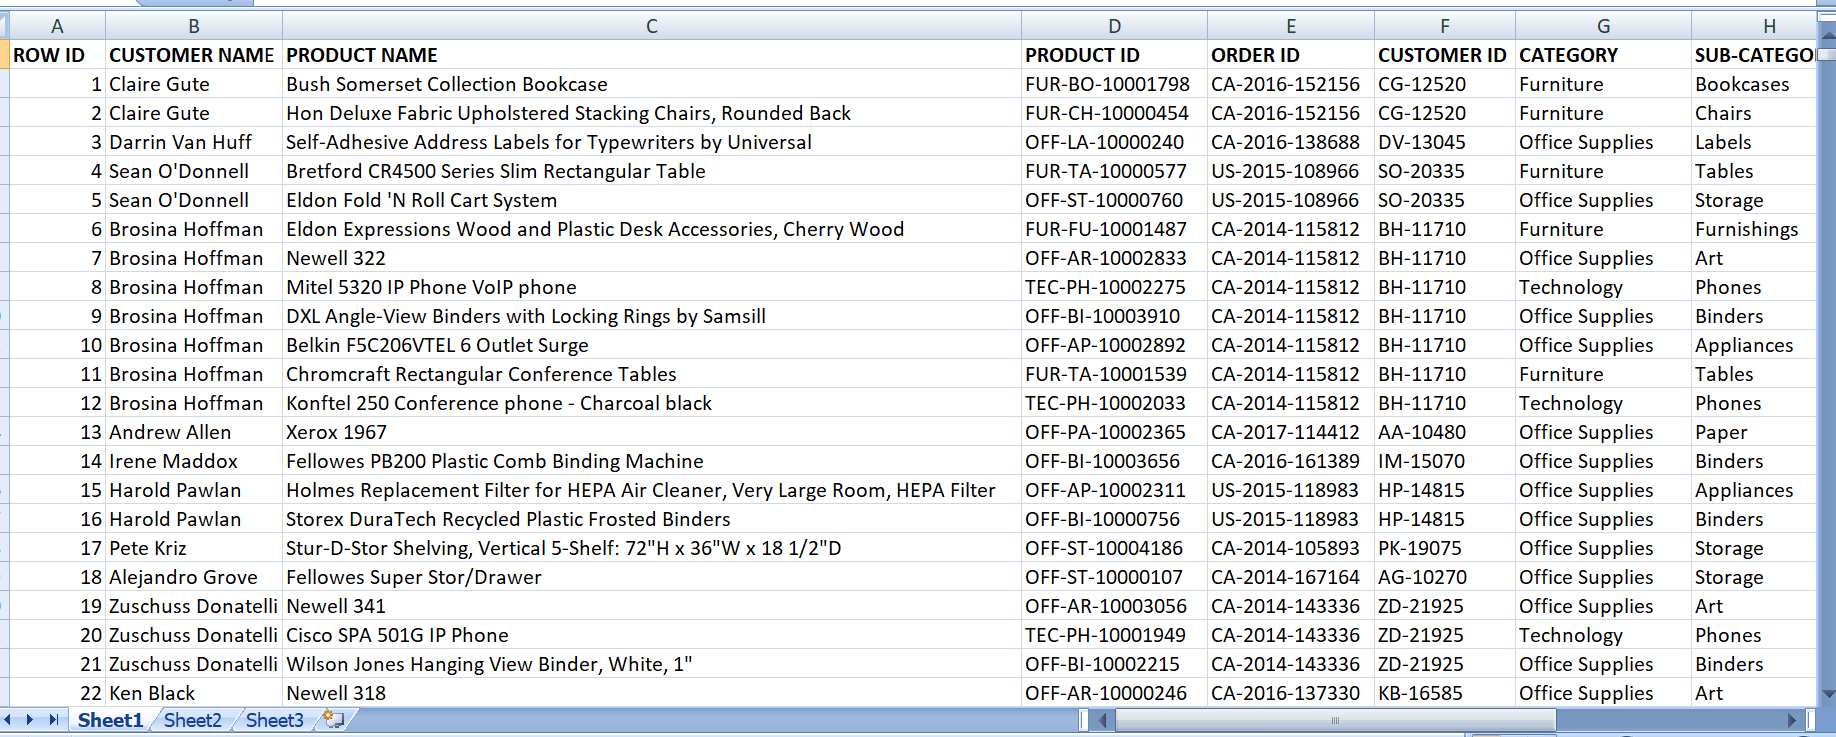 A B C D E F G H
ROW ID CUSTOMER NAME PRODUCT NAME PRODUCT ID ORDER ID CUSTOMER ID CATEGORY SUB-CATEGO
1 Claire Gute Bush Somerset Collection Bookcase FUR-BO-10001798 CA-2016-152156 CG-12520 Furniture Bookcases
2 Claire Gute Hon Deluxe Fabric Upholstered Stacking Chairs, Rounded Back FUR-CH-10000454 CA-2016-152156 CG-12520 Furniture Chairs
3 Darrin Van Huff Self-Adhesive Address Labels for Typewriters by Universal OFF-LA-10000240 CA-2016-138688 DV-13045 Office Supplies Labels
4 Sean O'Donnell Bretford CR4500 Series Slim Rectangular Table FUR-TA-10000577 US-2015-108966 SO-20335 Furniture Tables
5 Sean O'Donnell Eldon Fold 'N Roll Cart System OFF-ST-10000760 US-2015-108966 SO-20335 Office Supplies Storage
6 Brosina Hoffman Eldon Expressions Wood and Plastic Desk Accessories, Cherry Wood FUR-FU-10001487 CA-2014-115812 BH-11710 Furniture Furnishings
7 Brosina Hoffman Newell 322 OFF-AR-10002833 CA-2014-115812 BH-11710 Office Supplies Art
8 Brosina Hoffman Mitel 5320 IP Phone VoIP phone TEC-PH-10002275 CA-2014-115812 BH-11710 Technology Phones
9 Brosina Hoffman DXL Angle-View Binders with Locking Rings by Samsill OFF-BI-10003910 CA-2014-115812 BH-11710 Office Supplies Binders
10 Brosina Hoffman Belkin F5C206VTEL 6 Outlet Surge OFF-AP-10002892 CA-2014-115812 BH-11710 Office Supplies Appliances
11 Brosina Hoffman Chromcraft Rectangular Conference Tables FUR-TA-10001539 CA-2014-115812 BH-11710 Furniture Tables
12 Brosina Hoffman Konftel 250 Conference phone - Charcoal black TEC-PH-10002033 CA-2014-115812 BH-11710 Technology Phones
13 Andrew Allen Xerox 1967 OFF-PA-10002365 CA-2017-114412 AA-10480 Office Supplies Paper
14 Irene Maddox Fellowes PB200 Plastic Comb Binding Machine OFF-BI-10003656 CA-2016-161389 IM-15070 Office Supplies Binders
15 Harold Pawlan Holmes Replacement Filter for HEPA Air Cleaner, Very Large Room, HEPA Filter OFF-AP-10002311 US-2015-118983 HP-14815 Office Supplies Appliances
16 Harold Pawlan Storex DuraTech Recycled Plastic Frosted Binders OFF-BI-10000756 US-2015-118983 HP-14815 Office Supplies Binders
17 Pete Kriz Stur-D-Stor Shelving, Vertical 5-Shelf: 72"H x 36"W x 18 1/2"D OFF-ST-10004186 CA-2014-105893 PK-19075 Office Supplies Storage
18 Alejandro Grove Fellowes Super Stor/Drawer OFF-ST-10000107 CA-2014-167164 AG-10270 Office Supplies Storage
19 Zuschuss Donatelli Newell 341 OFF-AR-10003056 CA-2014-143336 ZD-21925 Office Supplies Art
20 Zuschuss Donatelli Cisco SPA 501G IP Phone TEC-PH-10001949 CA-2014-143336 ZD-21925 Technology Phones
21 Zuschuss Donatelli Wilson Jones Hanging View Binder, White, 1" OFF-BI-10002215 CA-2014-143336 ZD-21925 Office Supplies Binders
22 Ken Black Newell 318 OFF-AR-10000246 CA-2016-137330 KB-16585 Office Supplies Art
Sheet1 Sheet2 Sheet3